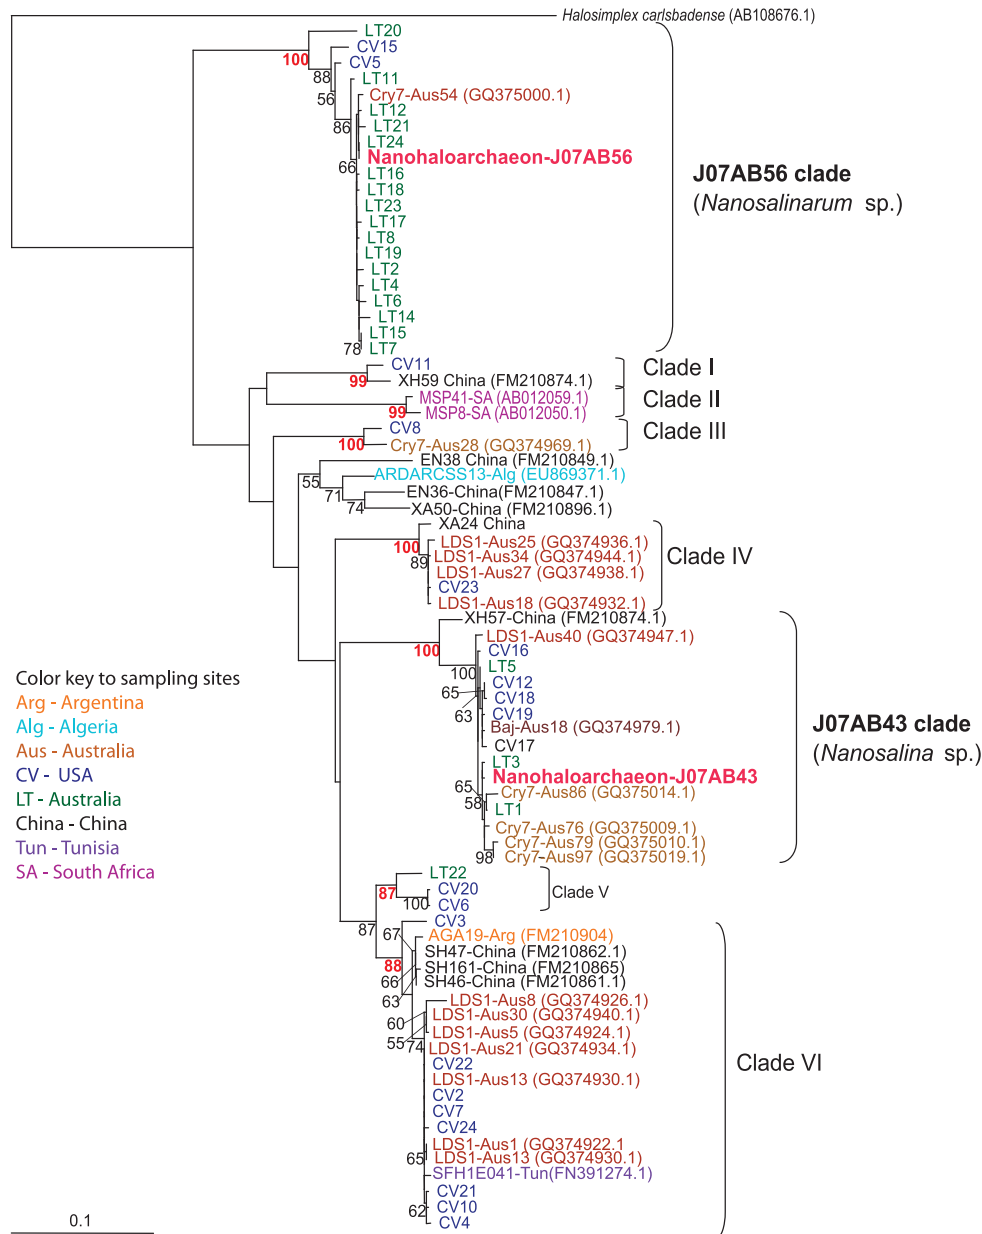 Halosimplex carlsbadense (AB108676.1)
LT20
CV15
100
CV5
88
LT11
Cry7-Aus54 (GQ375000.1)
56
LT12
LT21
86
LT24
Nanohaloarchaeon-J07AB56
66
LT16
LT18
LT23
LT17
LT8
LT19
LT2
LT4
LT6
LT14
LT15
78
LT7
J07AB56 clade
(Nanosalinarum sp.)
CV11
99
XH59 China (FM210874.1)
Clade I
MSP41-SA (AB012059.1)
99
MSP8-SA (AB012050.1)
Clade II
CV8
100
Cry7-Aus28 (GQ374969.1)
Clade III
EN38 China (FM210849.1)
55
ARDARCSS13-Alg (EU869371.1)
71
EN36-China(FM210847.1)
74
XA50-China (FM210896.1)
XA24 China
100
LDS1-Aus25 (GQ374936.1)
89
LDS1-Aus34 (GQ374944.1)
LDS1-Aus27 (GQ374938.1)
CV23
LDS1-Aus18 (GQ374932.1)
Clade IV
XH57-China (FM210874.1)
LDS1-Aus40 (GQ374947.1)
100
CV16
100
LT5
CV12
65
CV18
63
CV19
Baj-Aus18 (GQ374979.1)
CV17
LT3
Nanohaloarchaeon-J07AB43
65
Cry7-Aus86 (GQ375014.1)
58
LT1
Cry7-Aus76 (GQ375009.1)
Cry7-Aus79 (GQ375010.1)
98
Cry7-Aus97 (GQ375019.1)
J07AB43 clade
(Nanosalina sp.)
Color key to sampling sites
Arg - Argentina
Alg - Algeria
Aus - Australia
CV - USA
LT - Australia
China - China
Tun - Tunisia
SA - South Africa
LT22
87
CV20
100
CV6
Clade V
87
CV3
67
AGA19-Arg (FM210904)
SH47-China (FM210862.1)
88
SH161-China (FM210865)
66
SH46-China (FM210861.1)
63
LDS1-Aus8 (GQ374926.1)
60
LDS1-Aus30 (GQ374940.1)
LDS1-Aus5 (GQ374924.1)
55
74
LDS1-Aus21 (GQ374934.1)
CV22
LDS1-Aus13 (GQ374930.1)
CV2
CV7
CV24
LDS1-Aus1 (GQ374922.1
65
LDS1-Aus13 (GQ374930.1)
SFH1E041-Tun(FN391274.1)
CV21
62
CV10
CV4
Clade VI
0.1